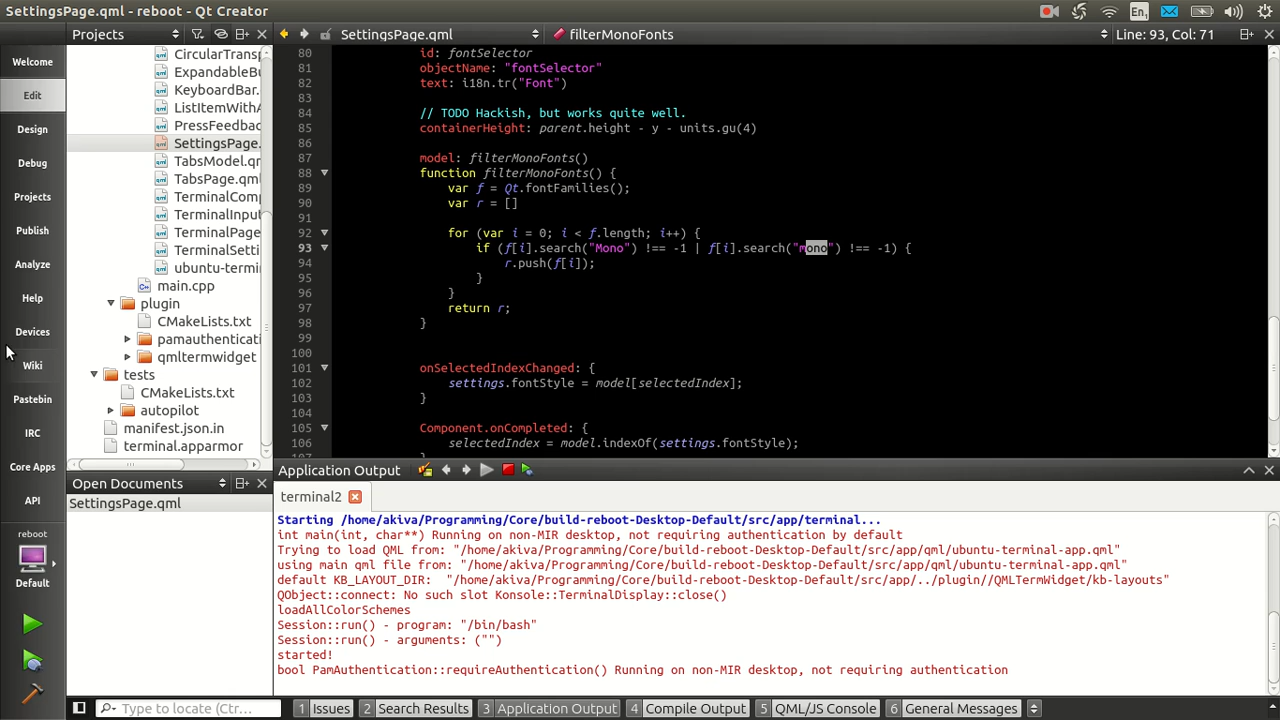 SettingsPage.qml - reboot - Qt Creator
En1
Projects
SettingsPage.qml
filterMonoFonts
Line: 93, Col: 71
Welcome
Edit
Design
Debug
Projects
Publish
Analyze
Help
Devices
Wiki
Pastebin
IRC
Core Apps
API
reboot
Default
CircularTransp
ExpandableBu
KeyboardBar.
ListItemWithA
PressFeedbac
SettingsPage.
TabsModel.qr
TabsPage.qml
TerminalComp
TerminalInpu
TerminalPage
TerminalSetti
ubuntu-termi
main.cpp
plugin
CMakeLists.txt
pamauthenticati
qmltermwidget
tests
CMakeLists.txt
autopilot
manifest.json.in
terminal.apparmor
Open Documents
SettingsPage.qml
80 id: fontSelector
81 objectName: "fontSelector"
82 text: i18n.tr("Font")
83
84 // TODO Hackish, but works quite well.
85 containerHeight: parent.height - y - units.gu(4)
86
87 model: filterMonoFonts()
88 function filterMonoFonts() {
89 var f = Qt.fontFamilies();
90 var r = []
91
92 for (var i = 0; i < f.length; i++) {
93 if (f[i].search("Mono") !== -1 | f[i].search("mono") !== -1) {
94 r.push(f[i]);
95 }
96 }
97 return r;
98 }
99
100
101 onSelectedIndexChanged: {
102 settings.fontStyle = model[selectedIndex];
103 }
104
105 Component.onCompleted: {
106 selectedIndex = model.indexOf(settings.fontStyle);
107 }
Application Output
terminal2
Starting /home/akiva/Programming/Core/build-reboot-Desktop-Default/src/app/terminal...
int main(int, char**) Running on non-MIR desktop, not requiring authentication by default
Trying to load QML from: "/home/akiva/Programming/Core/build-reboot-Desktop-Default/src/app/qml/ubuntu-terminal-app.qml"
using main qml file from: "/home/akiva/Programming/Core/build-reboot-Desktop-Default/src/app/qml/ubuntu-terminal-app.qml"
default KB_LAYOUT_DIR: "/home/akiva/Programming/Core/build-reboot-Desktop-Default/src/app/../plugin//QMLTermWidget/kb-layouts"
QObject::connect: No such slot Konsole::TerminalDisplay::close()
loadAllColorSchemes
Session::run() - program: "/bin/bash"
Session::run() - arguments: ("")
started!
bool PamAuthentication::requireAuthentication() Running on non-MIR desktop, not requiring authentication
Type to locate (Ctr...
1 Issues
2 Search Results
3 Application Output
4 Compile Output
5 QML/JS Console
6 General Messages